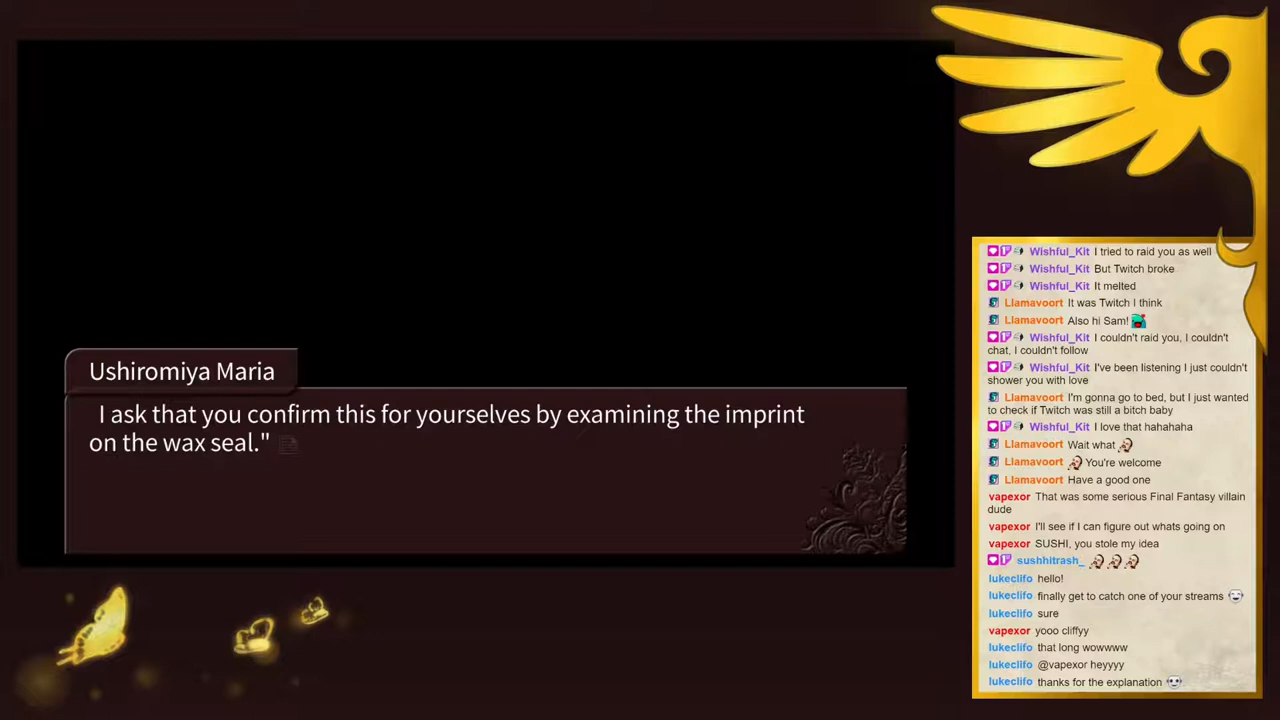 Ushiromiya Maria
I ask that you confirm this for yourselves by examining the imprint
on the wax seal."
Wishful_Kit I tried to raid you as well
Wishful_Kit But Twitch broke
Wishful_Kit It melted
Llamavoort It was Twitch I think
Llamavoort Also hi Sam!
Wishful_Kit I couldn't raid you, I couldn't
chat, I couldn't follow
Wishful_Kit I've been listening I just couldn't
shower you with love
Llamavoort I'm gonna go to bed, but I just wanted
to check if Twitch was still a bitch baby
Wishful_Kit I love that hahahaha
Llamavoort Wait what
Llamavoort You're welcome
Llamavoort Have a good one
vapexor That was some serious Final Fantasy villain
dude
vapexor I'll see if I can figure out whats going on
vapexor SUSHI, you stole my idea
sushhitrash_
lukeclifo hello!
lukeclifo finally get to catch one of your streams
lukeclifo sure
vapexor yooo cliffyy
lukeclifo that long wowwww
lukeclifo @vapexor heyyyy
lukeclifo thanks for the explanation